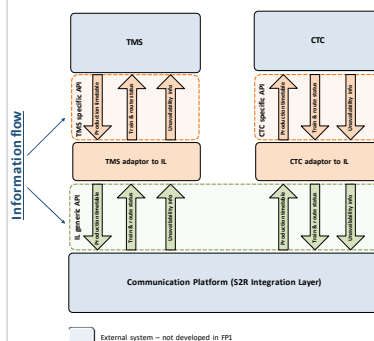 TMS
CTC
Information flow
TMS specific API
Production timetable
Train & route status
Unavailability info
CTC specific API
Production timetable
Train & route status
Unavailability info
TMS adaptor to IL
CTC adaptor to IL
IL generic API
Production timetable
Train & route status
Unavailability info
Production timetable
Train & route status
Unavailability info
Communication Platform (S2R Integration Layer)
External system – not developed in FP1